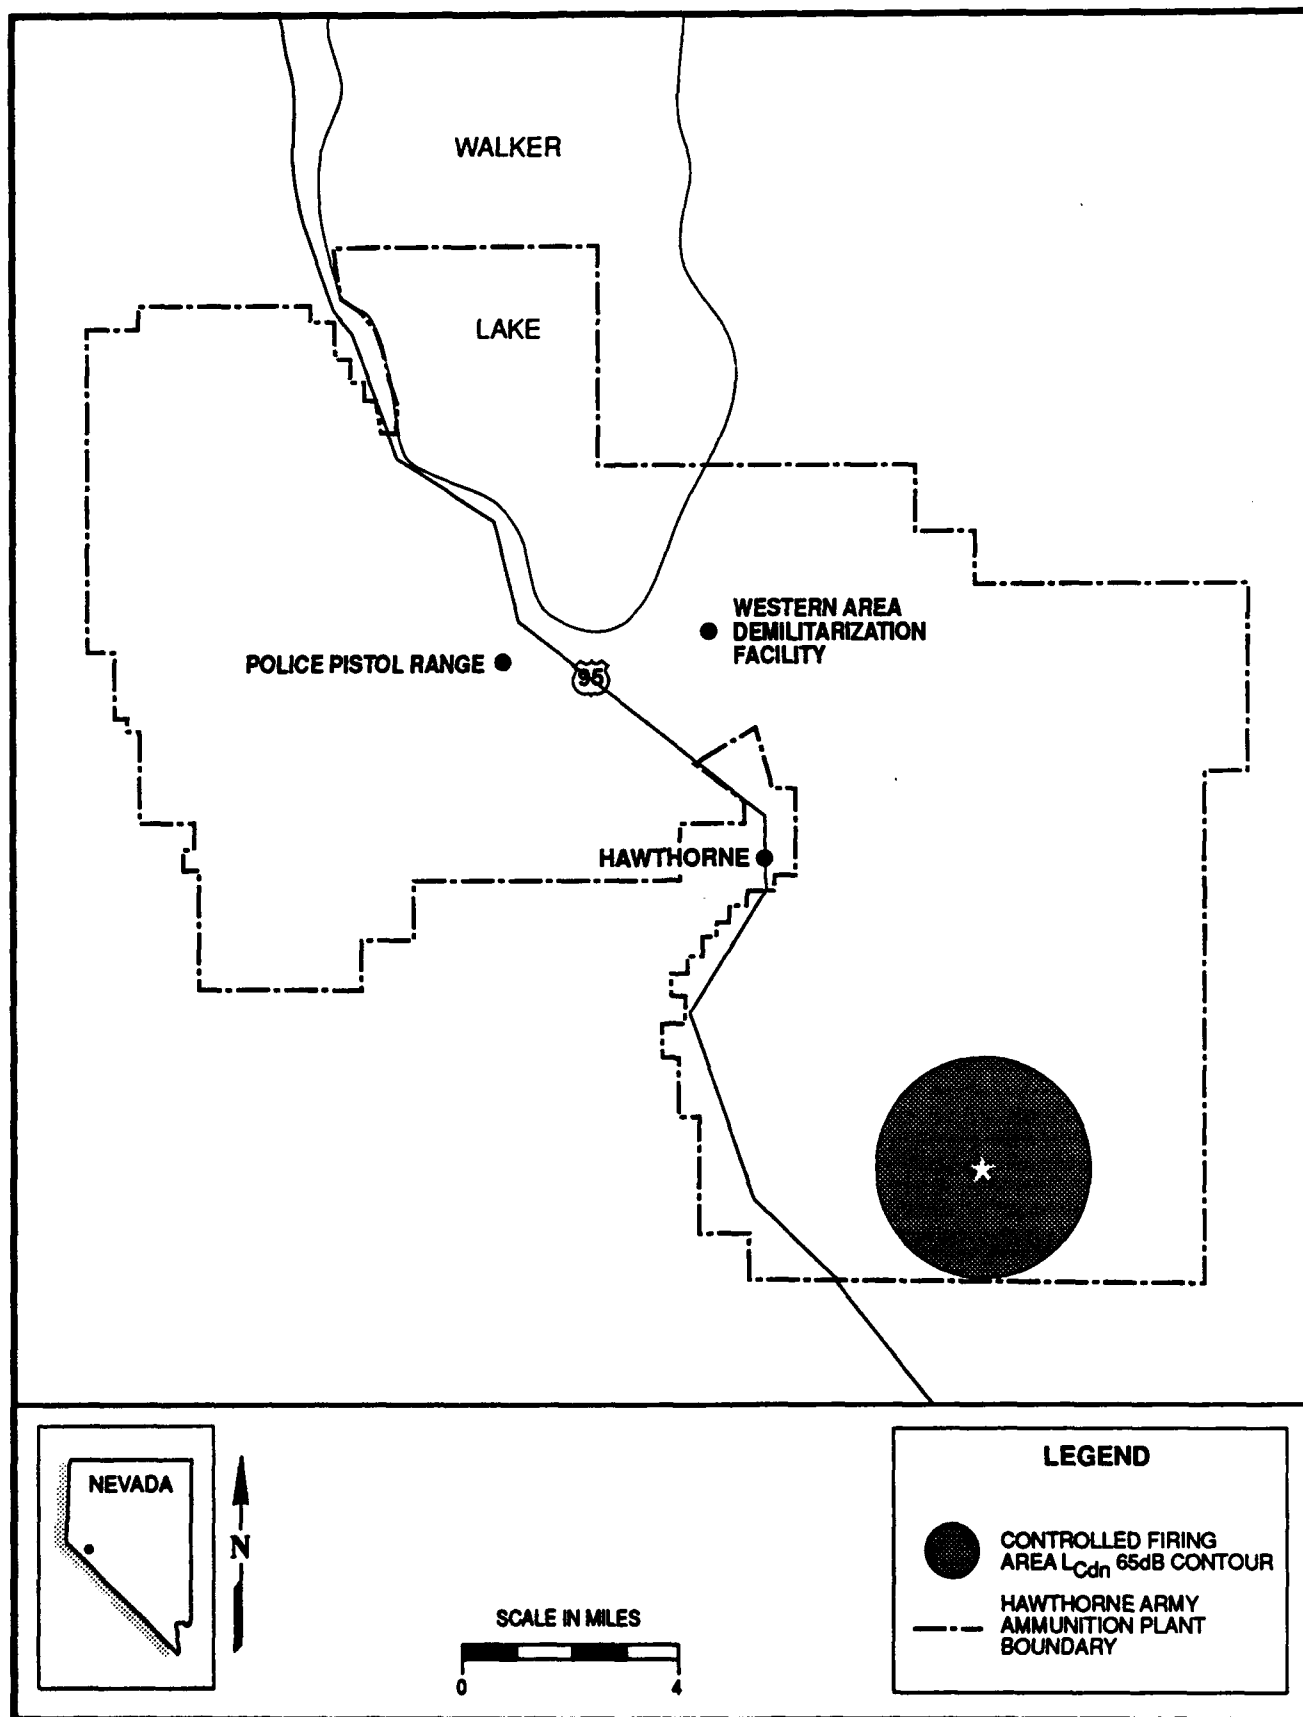 WALKER
LAKE
WESTERN AREA
DEMILITARIZATION
FACILITY
POLICE PISTOL RANGE
95
HAWTHORNE
NEVADA
N
SCALE IN MILES
0 4
LEGEND
CONTROLLED FIRING
AREA LCdn 65dB CONTOUR
HAWTHORNE ARMY
AMMUNITION PLANT
BOUNDARY